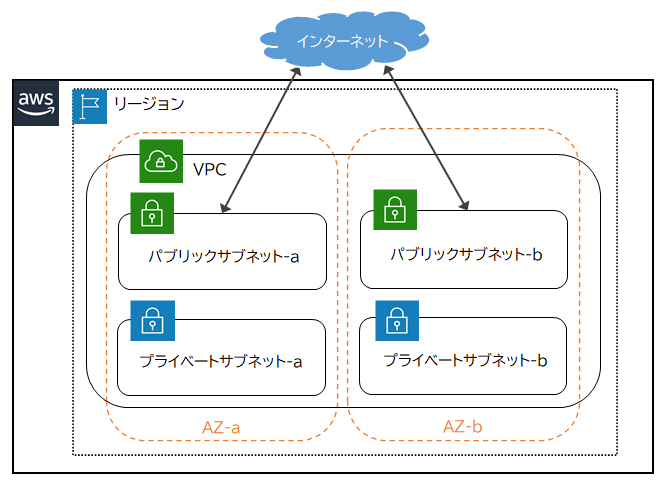 インターネット
aws
リージョン
VPC
パブリックサブネット-a
パブリックサブネット-b
プライベートサブネット-a
プライベートサブネット-b
AZ-a
AZ-b